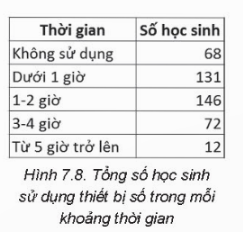 Thời gian Số học sinh
Không sử dụng 68
Dưới 1 giờ 131
1-2 giờ 146
3-4 giờ 72
Từ 5 giờ trở lên 12
Hình 7.8. Tổng số học sinh
sử dụng thiết bị số trong mỗi
khoảng thời gian